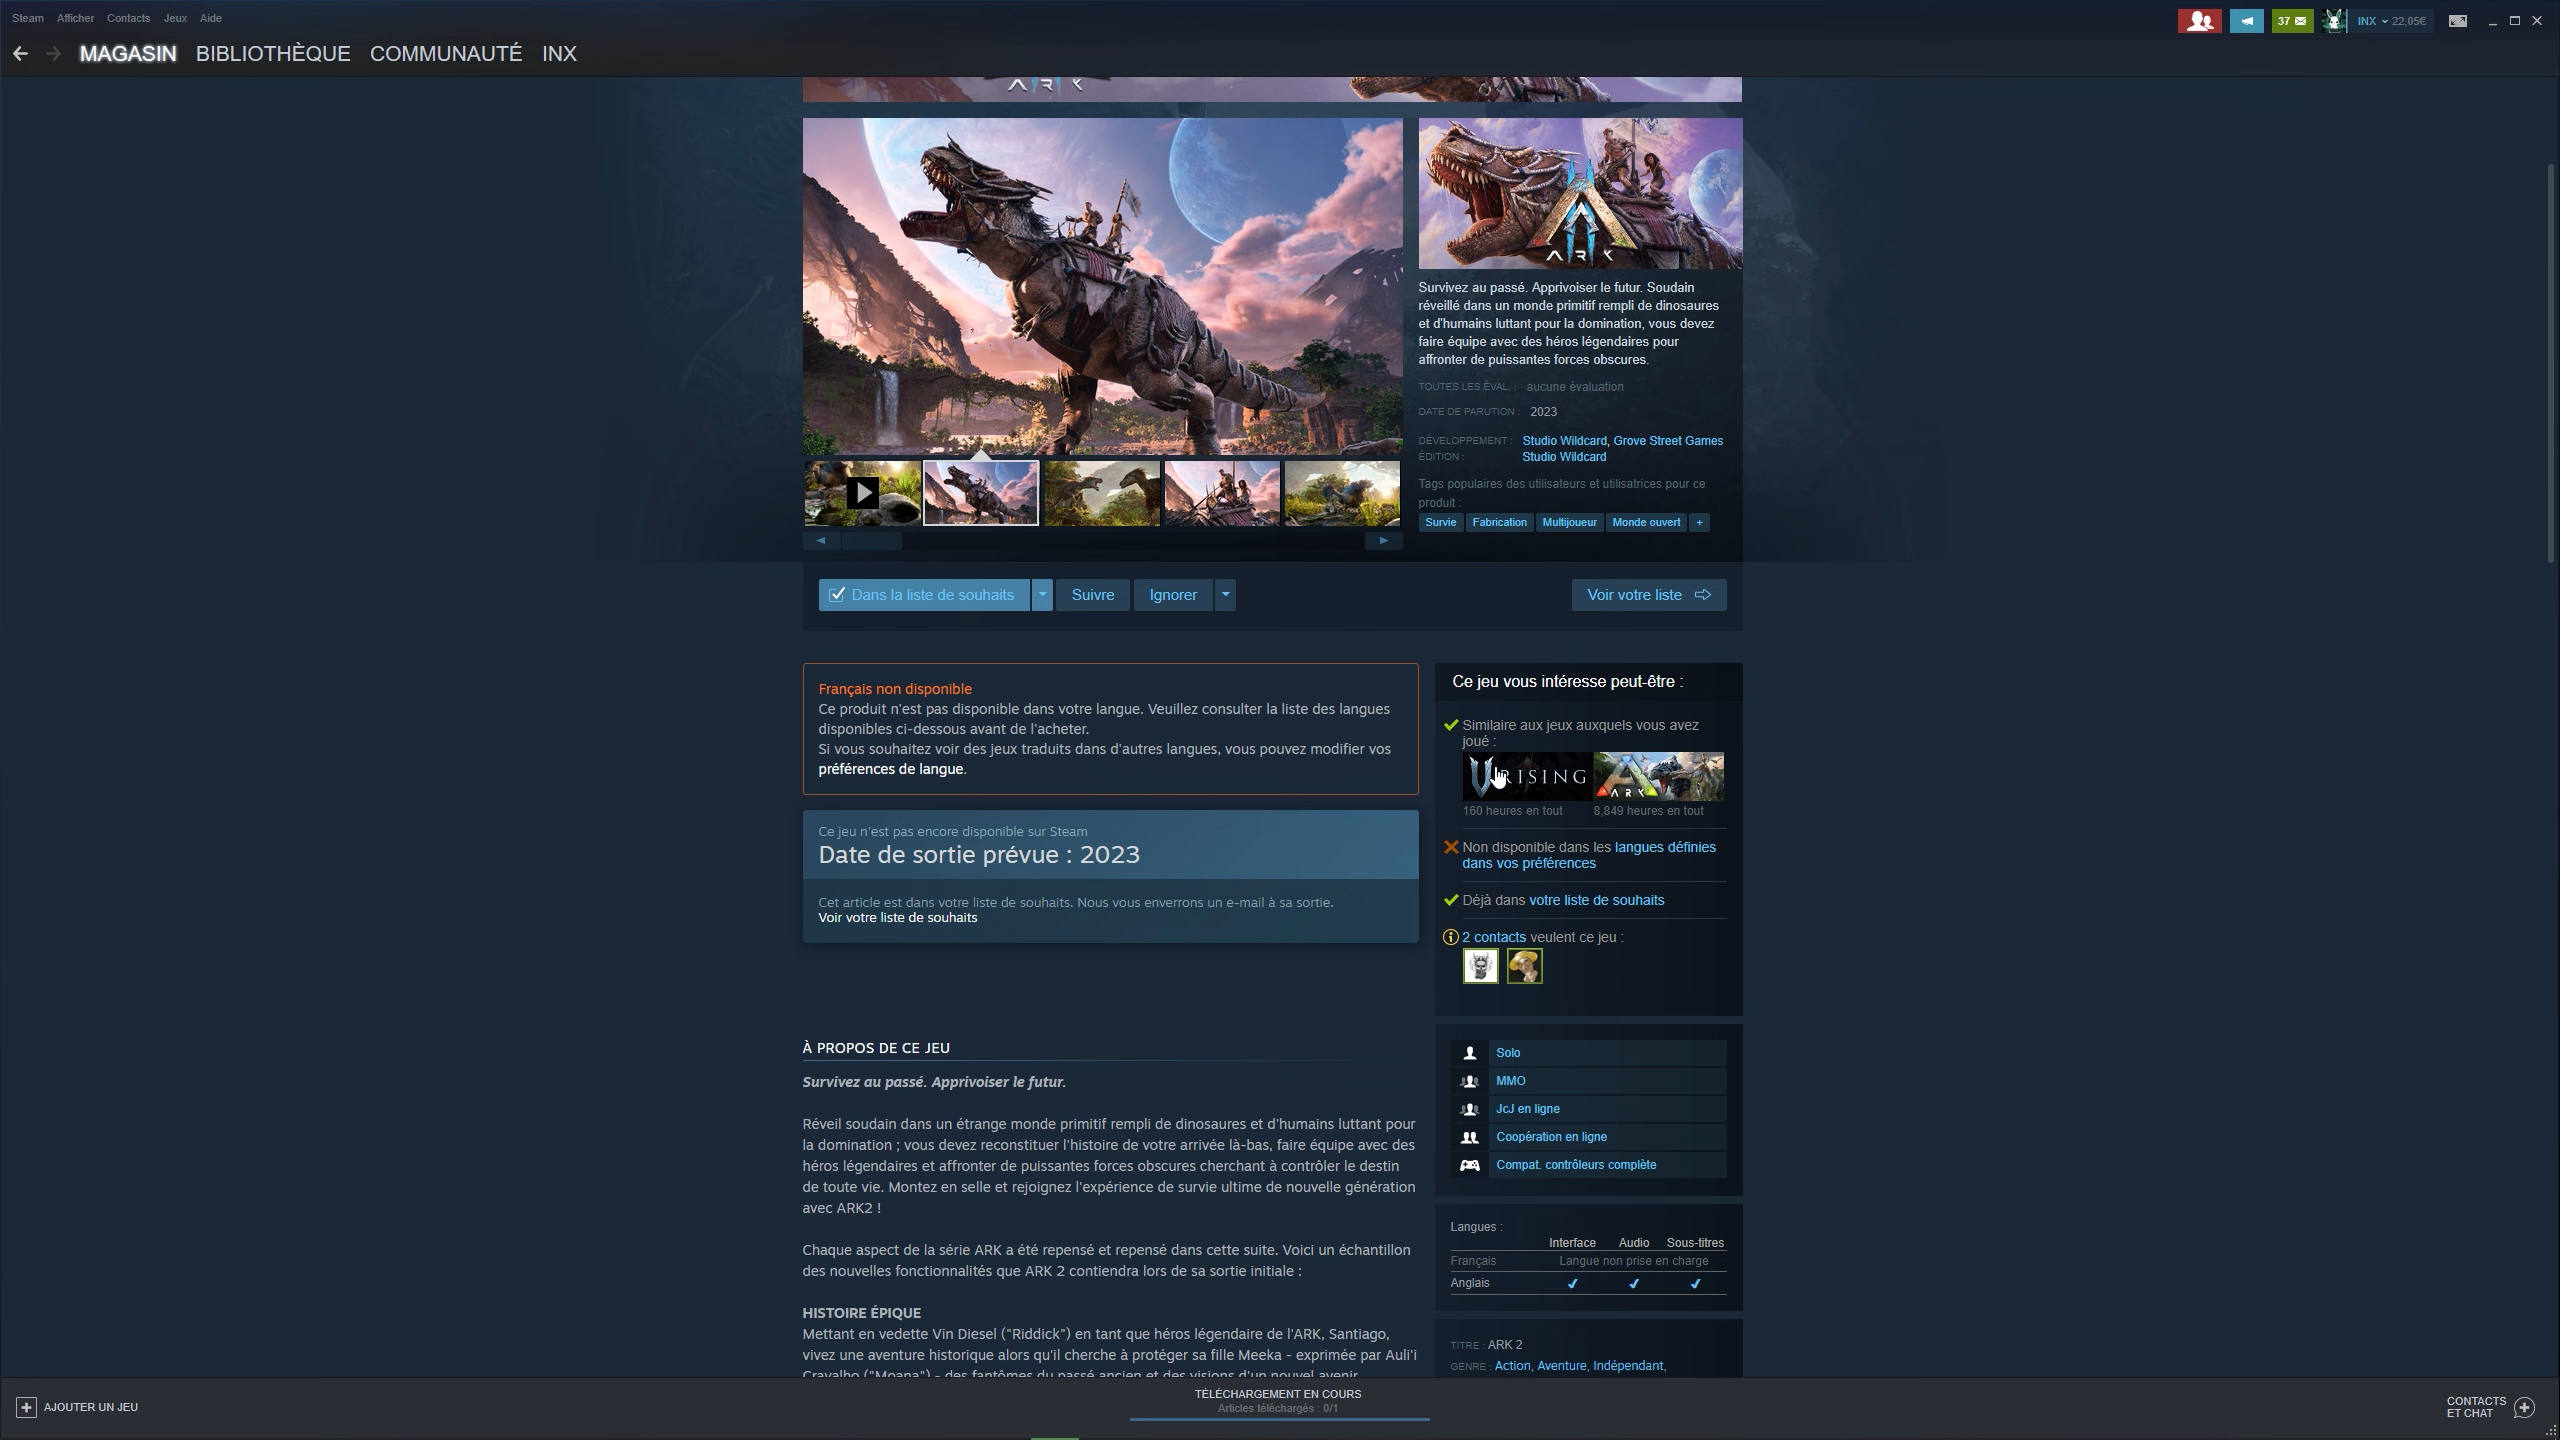 Steam Afficher Contacts Jeux Aide
37 INX 22,05€
MAGASIN BIBLIOTHÈQUE COMMUNAUTÉ INX
ARK
ARK
Survivez au passé. Apprivoiser le futur. Soudain
réveillé dans un monde primitif rempli de dinosaures
et d'humains luttant pour la domination, vous devez
faire équipe avec des héros légendaires pour
affronter de puissantes forces obscures.
TOUTES LES ÉVAL. : aucune évaluation
DATE DE PARUTION : 2023
DÉVELOPPEMENT : Studio Wildcard, Grove Street Games
ÉDITION : Studio Wildcard
Tags populaires des utilisateurs et utilisatrices pour ce
produit :
Survie Fabrication Multijoueur Monde ouvert +
Dans la liste de souhaits Suivre Ignorer Voir votre liste
Français non disponible
Ce produit n'est pas disponible dans votre langue. Veuillez consulter la liste des langues
disponibles ci-dessous avant de l'acheter.
Si vous souhaitez voir des jeux traduits dans d'autres langues, vous pouvez modifier vos
préférences de langue.
Ce jeu n'est pas encore disponible sur Steam
Date de sortie prévue : 2023
Cet article est dans votre liste de souhaits. Nous vous enverrons un e-mail à sa sortie.
Voir votre liste de souhaits
À PROPOS DE CE JEU
Survivez au passé. Apprivoiser le futur.
Réveil soudain dans un étrange monde primitif rempli de dinosaures et d'humains luttant pour
la domination ; vous devez reconstituer l'histoire de votre arrivée là-bas, faire équipe avec des
héros légendaires et affronter de puissantes forces obscures cherchant à contrôler le destin
de toute vie. Montez en selle et rejoignez l'expérience de survie ultime de nouvelle génération
avec ARK2 !
Chaque aspect de la série ARK a été repensé et repensé dans cette suite. Voici un échantillon
des nouvelles fonctionnalités que ARK 2 contiendra lors de sa sortie initiale :
HISTOIRE ÉPIQUE
Mettant en vedette Vin Diesel ("Riddick") en tant que héros légendaire de l'ARK, Santiago,
vivez une aventure historique alors qu'il cherche à protéger sa fille Meeka - exprimée par Auli'i
Cravalho ("Moana") - des fantômes du passé ancien et des visions d'un nouvel avenir
Ce jeu vous intéresse peut-être :
Similaire aux jeux auxquels vous avez
joué :
V RISING ARK
160 heures en tout 8,849 heures en tout
Non disponible dans les langues définies
dans vos préférences
Déjà dans votre liste de souhaits
2 contacts veulent ce jeu :
Solo
MMO
JcJ en ligne
Coopération en ligne
Compat. contrôleurs complète
Langues :
Interface Audio Sous-titres
Français Langue non prise en charge
Anglais
TITRE : ARK 2
GENRE : Action, Aventure, Indépendant,
AJOUTER UN JEU
TÉLÉCHARGEMENT EN COURS
Articles téléchargés : 0/1
CONTACTS
ET CHAT